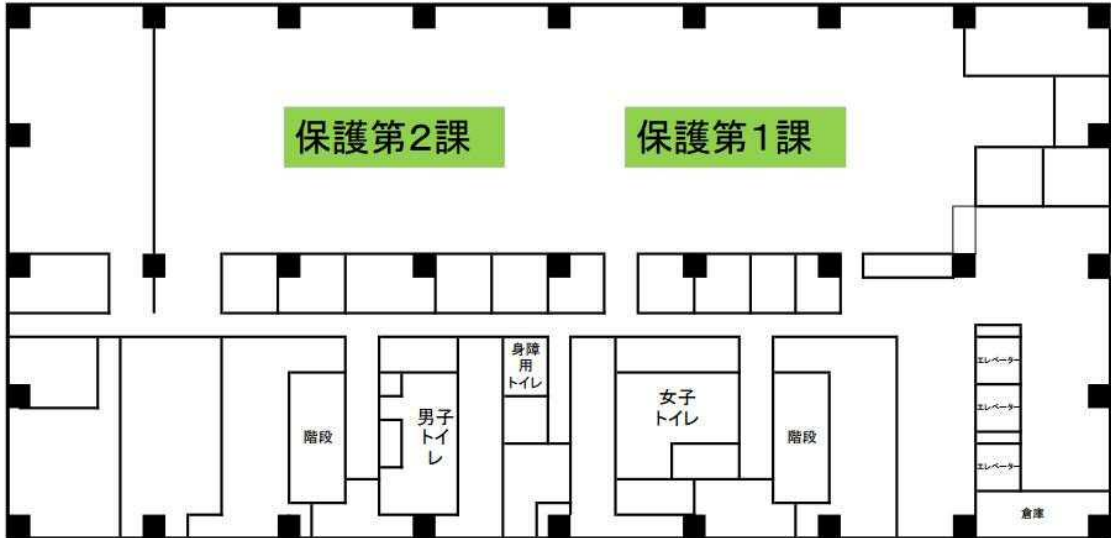 保護第2課
保護第1課
身障
用
トイレ
エレベーター
女子
トイレ
男子
トイ
レ
エレベーター
階段
階段
エレベーター
倉庫